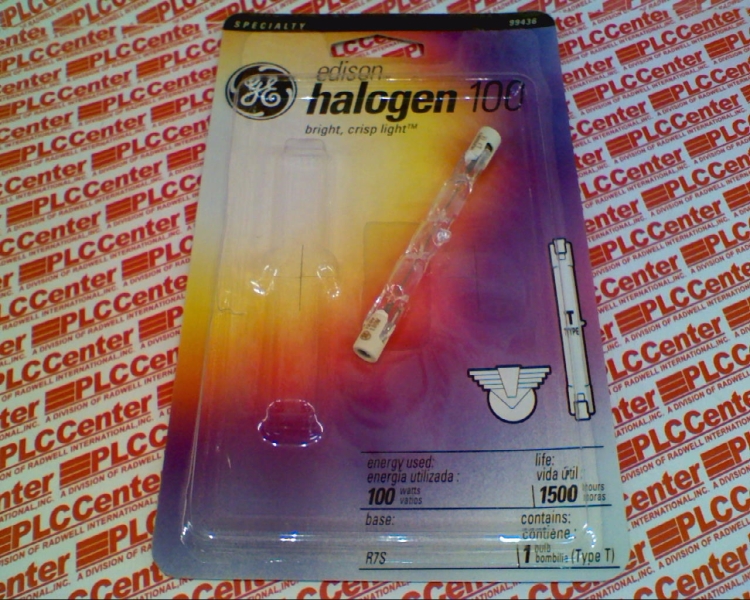 SPECIALTY 99436
GE
edison
halogen 100
bright, crisp light™
T
TYPE
energy used:
energia utilizada:
100 watts
vatios
life:
vida útil:
1500 hours
horas
base:
R7S
contains:
contiene:
1 bulb
bombilla (Type T)
PLCCenter
A DIVISION OF RADWELL INTERNATIONAL, INC.